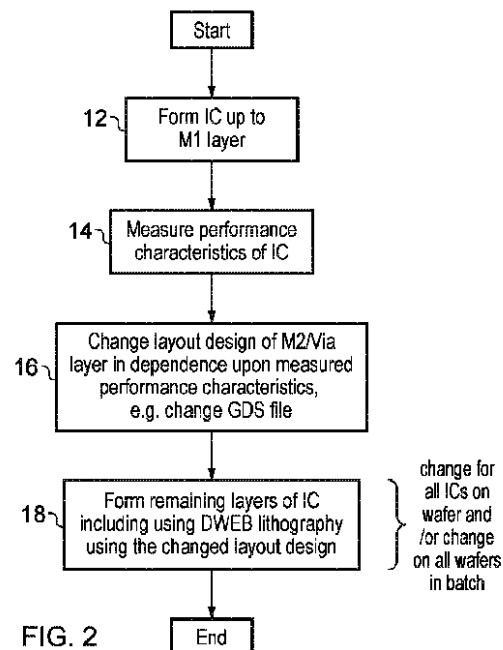 Start
12
Form IC up to
M1 layer
14
Measure performance
characteristics of IC
16
Change layout design of M2/Via
layer in dependence upon measured
performance characteristics,
e.g. change GDS file
18
Form remaining layers of IC
including using DWEB lithography
using the changed layout design
change for
all ICs on
wafer and
/or change
on all wafers
in batch
FIG. 2
End